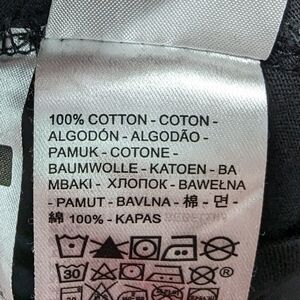 100% COTTON - COTON -
ALGODÓN - ALGODÃO -
PAMUK - COTONE -
BAUMWOLLE - KATOEN - BA
MBAKI - ХЛОПОК - BAWEŁNA
- PAMUT - BAVLNA - 棉 - 면 -
綿 100% - KAPAS
30